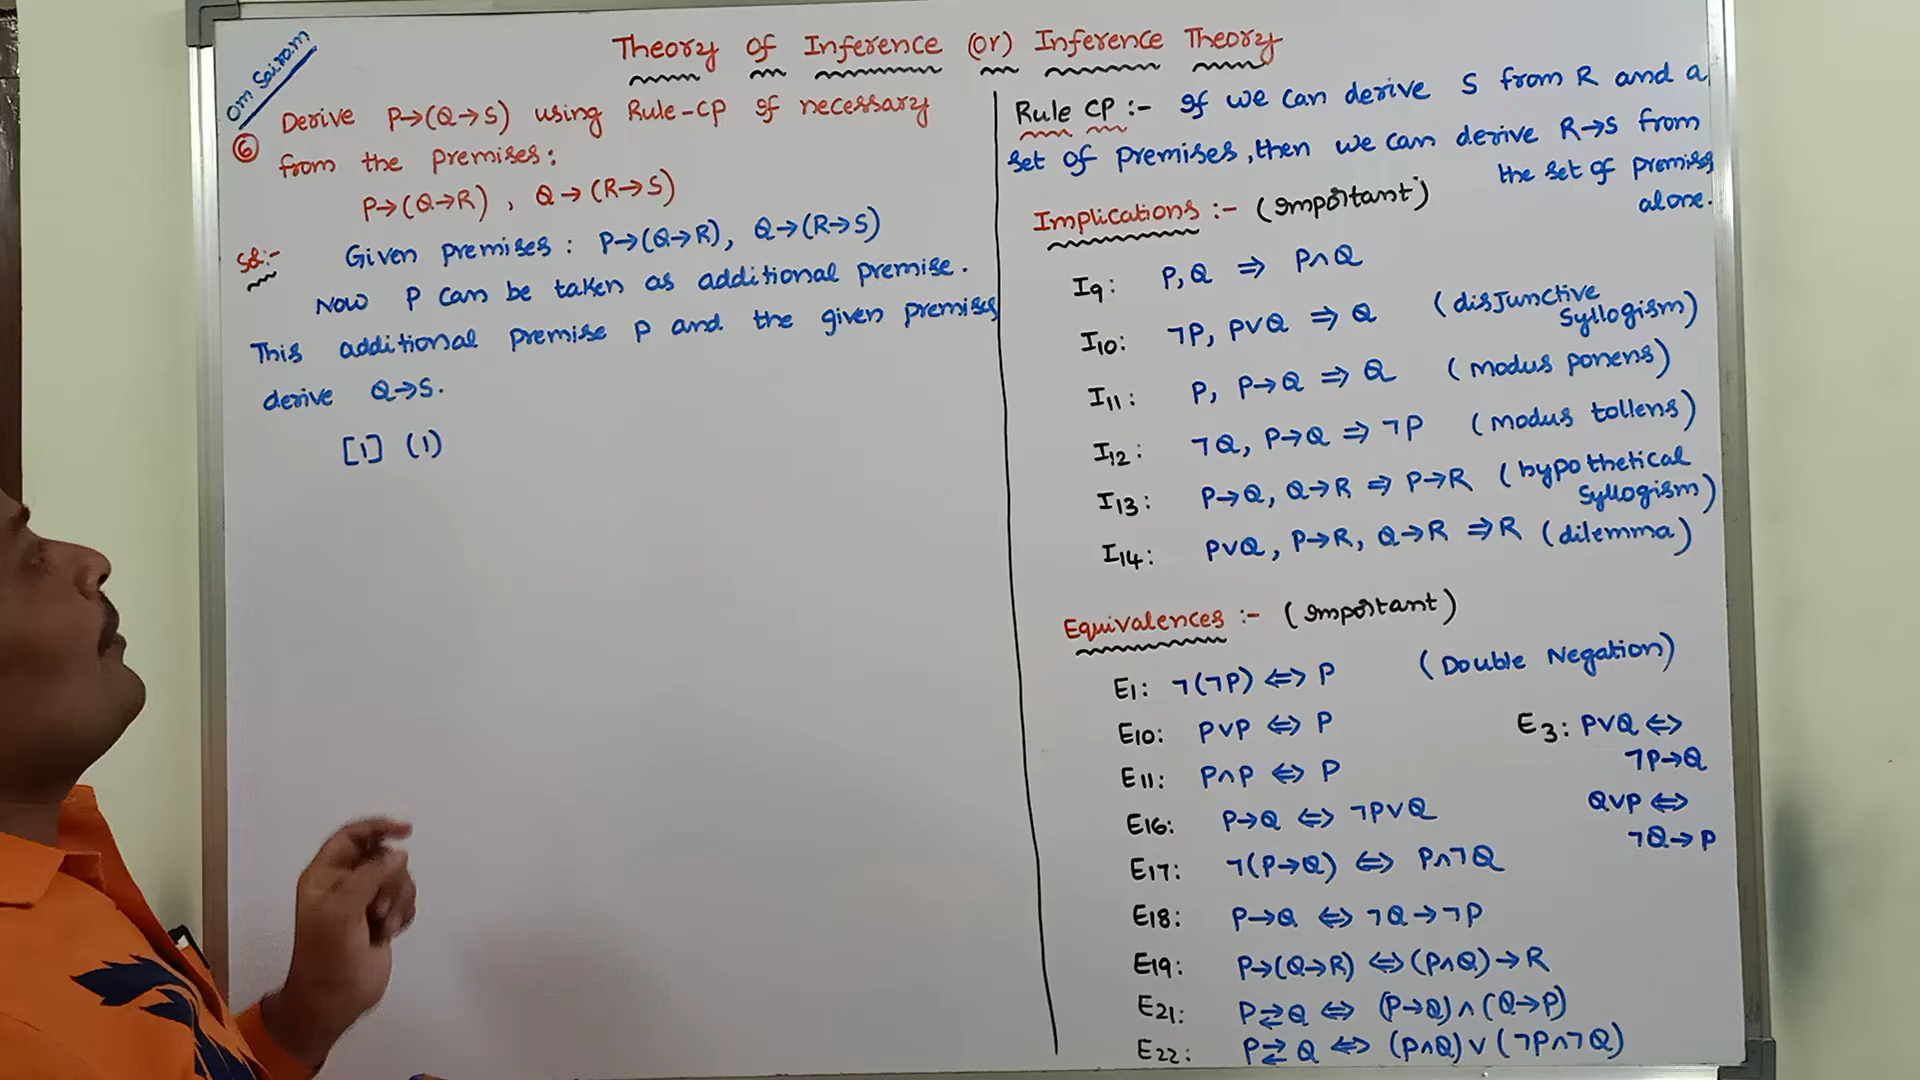 Om Sairam
Theory of Inference (or) Inference Theory
⑥ Derive P→(Q→S) using Rule-CP if necessary
from the premises:
P→(Q→R), Q→(R→S)
Sol:- Given premises: P→(Q→R), Q→(R→S)
Now P can be taken as additional premise.
This additional premise P and the given premises
derive Q→S.
[1] (1)
Rule CP:- If we can derive S from R and a
set of premises, then we can derive R→S from
the set of premises
alone.
Implications:- (Important)
I9: P, Q ⇒ P∧Q
I10: ¬P, P∨Q ⇒ Q (disjunctive
syllogism)
I11: P, P→Q ⇒ Q (modus ponens)
I12: ¬Q, P→Q ⇒ ¬P (modus tollens)
I13: P→Q, Q→R ⇒ P→R (hypothetical
syllogism)
I14: P∨Q, P→R, Q→R ⇒ R (dilemma)
Equivalences:- (Important)
E1: ¬(¬P) ⇔ P (Double Negation)
E10: P∨P ⇔ P
E11: P∧P ⇔ P
E16: P→Q ⇔ ¬P∨Q
E17: ¬(P→Q) ⇔ P∧¬Q
E18: P→Q ⇔ ¬Q→¬P
E19: P→(Q→R) ⇔ (P∧Q)→R
E21: P⇄Q ⇔ (P→Q)∧(Q→P)
E22: P⇄Q ⇔ (P∧Q)∨(¬P∧¬Q)
E3: P∨Q ⇔
¬P→Q
Q∨P ⇔
¬Q→P